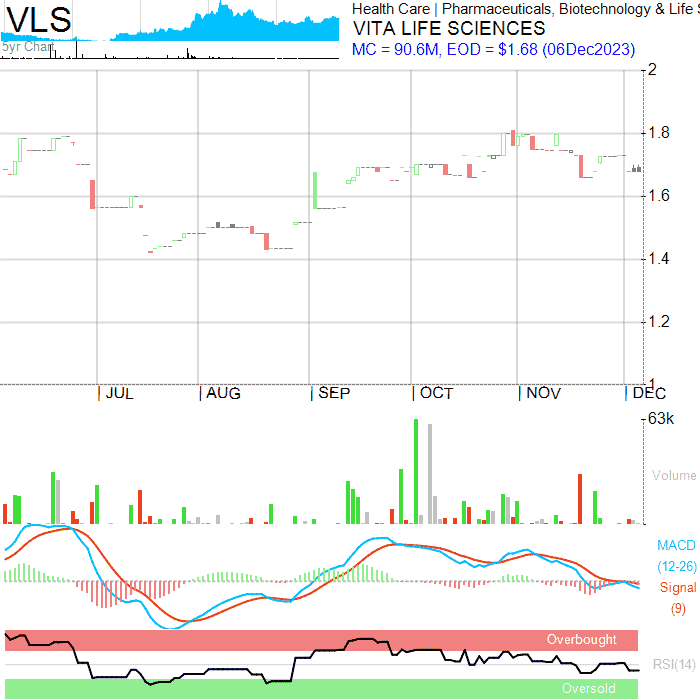 VLS
Health Care | Pharmaceuticals, Biotechnology & Life S
VITA LIFE SCIENCES
MC = 90.6M, EOD = $1.68 (06Dec2023)
5yr Chart
2
1.8
1.6
1.4
1.2
1
JUL AUG SEP OCT NOV DEC
63k
Volume
MACD
(12-26)
Signal
(9)
Overbought
RSI(14)
Oversold